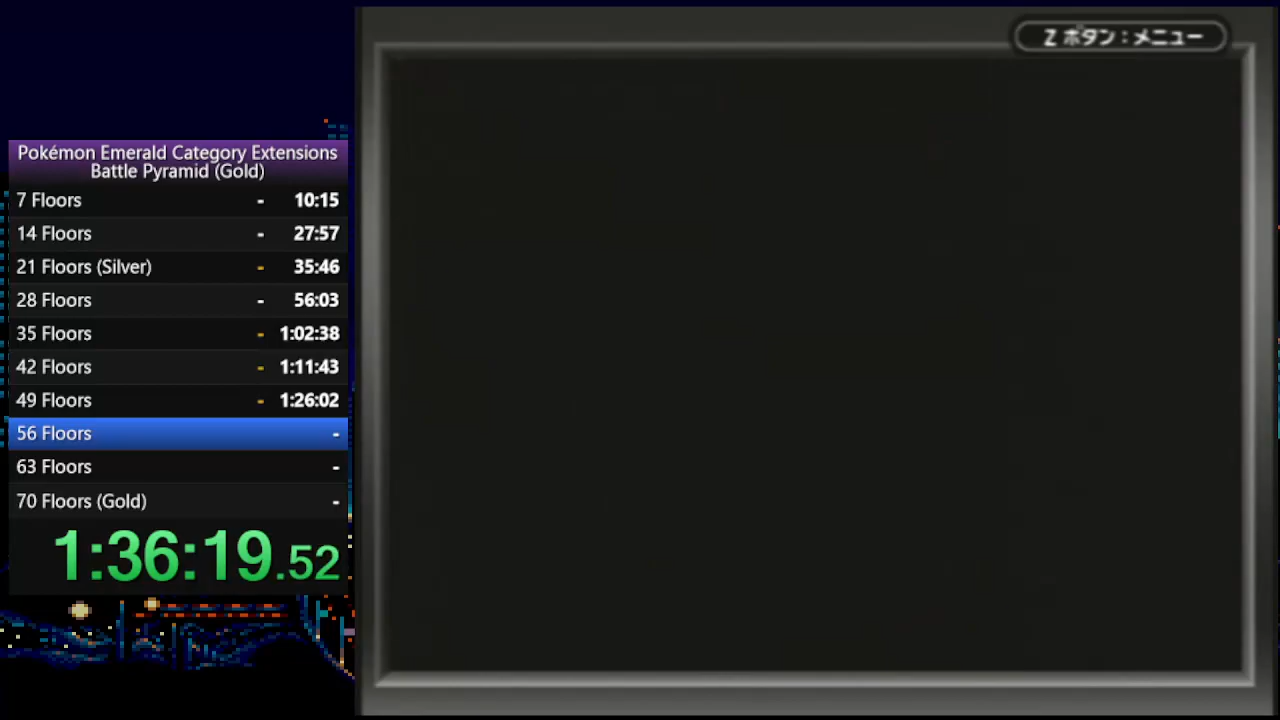 Z ボタン：メニュー
Pokémon Emerald Category Extensions
Battle Pyramid (Gold)
7 Floors - 10:15
14 Floors - 27:57
21 Floors (Silver) - 35:46
28 Floors - 56:03
35 Floors - 1:02:38
42 Floors - 1:11:43
49 Floors - 1:26:02
56 Floors -
63 Floors -
70 Floors (Gold) -
1:36:19.52